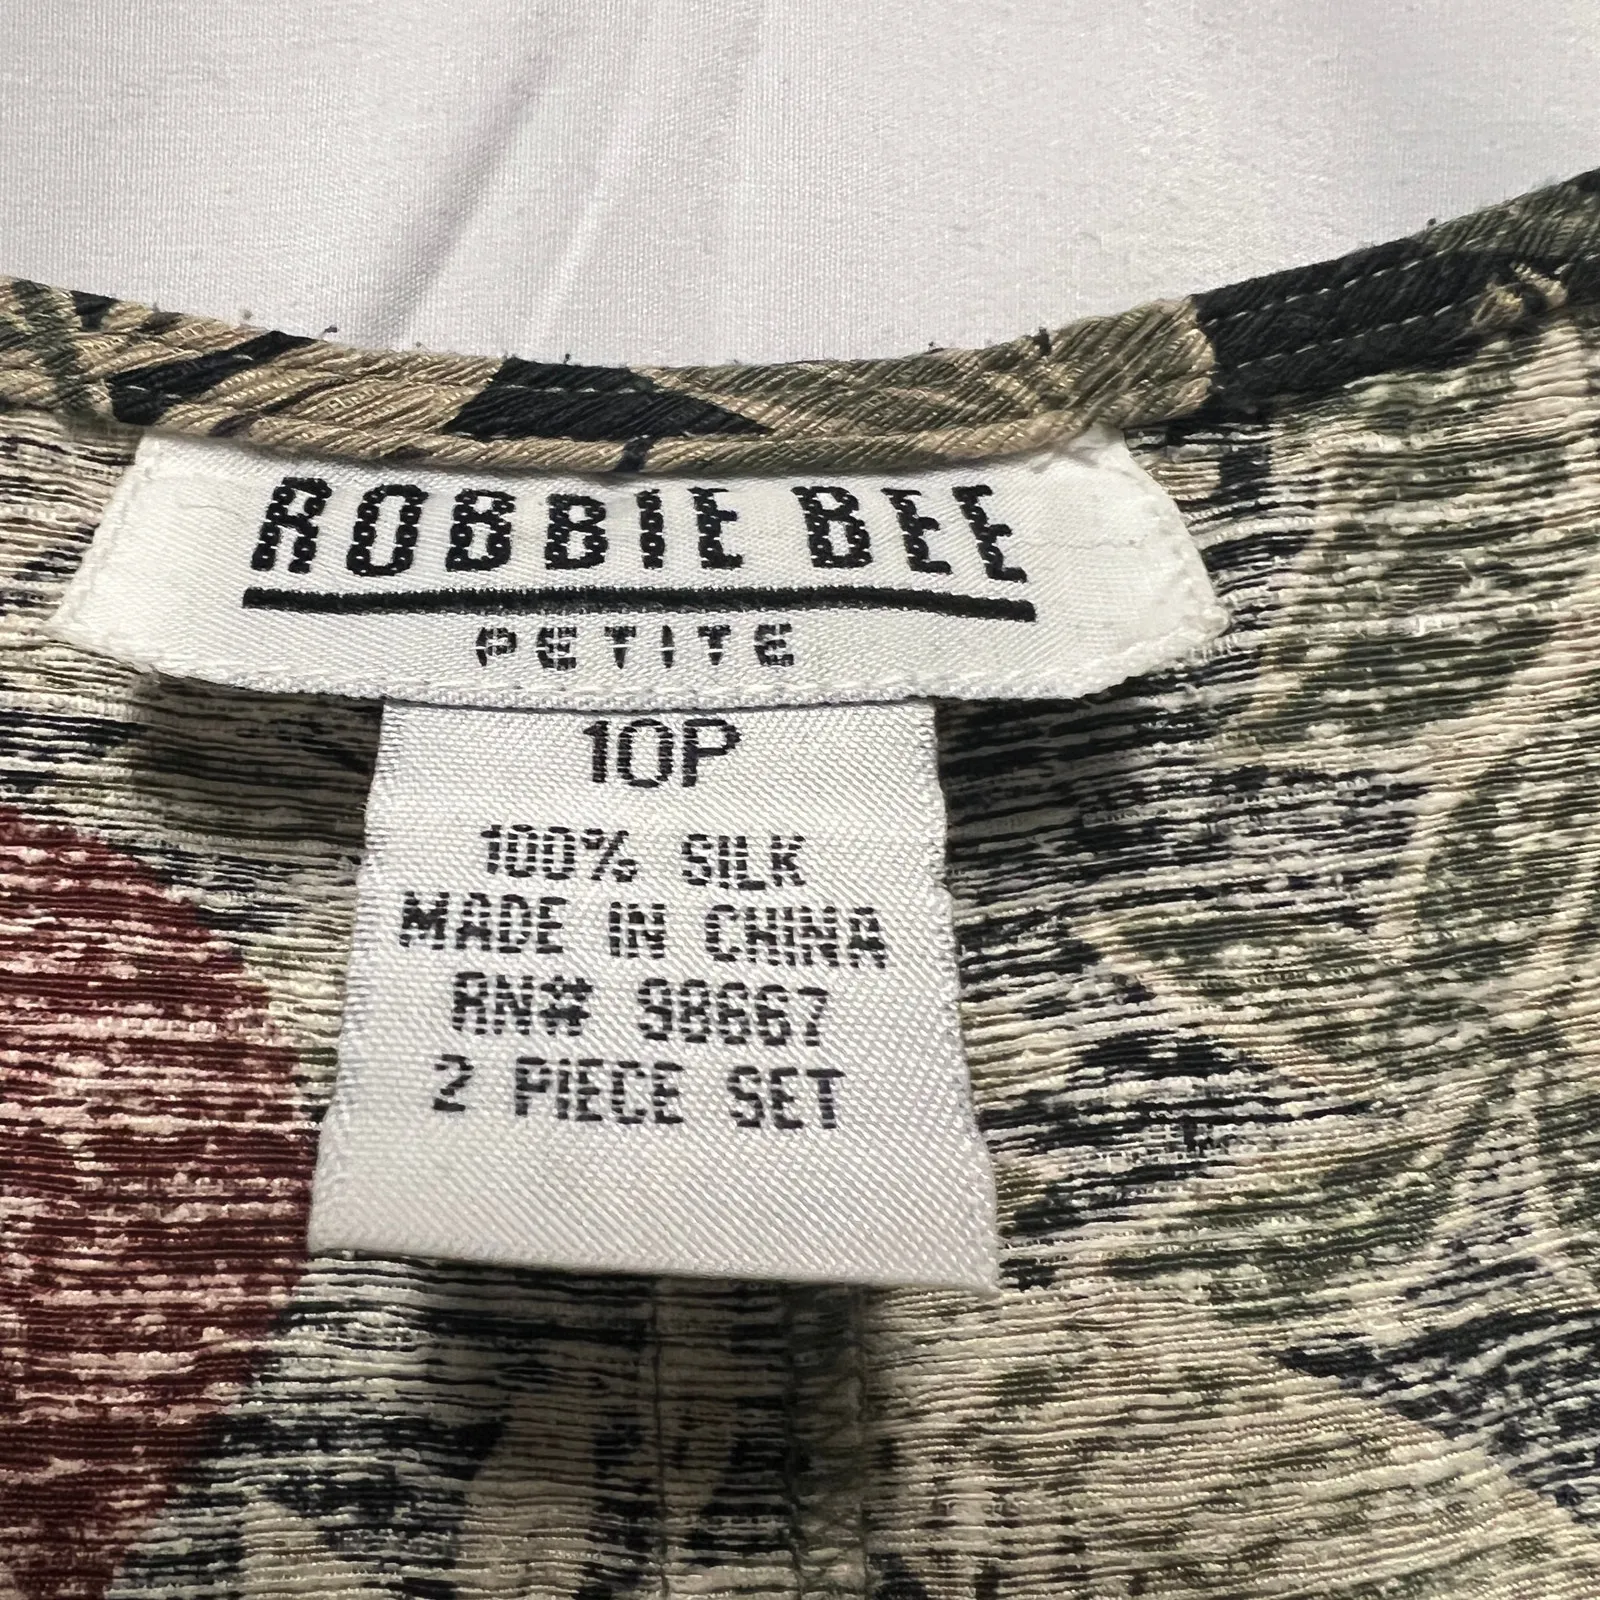 ROBBIE BEE
PETITE
10P
100% SILK
MADE IN CHINA
RN# 98667
2 PIECE SET